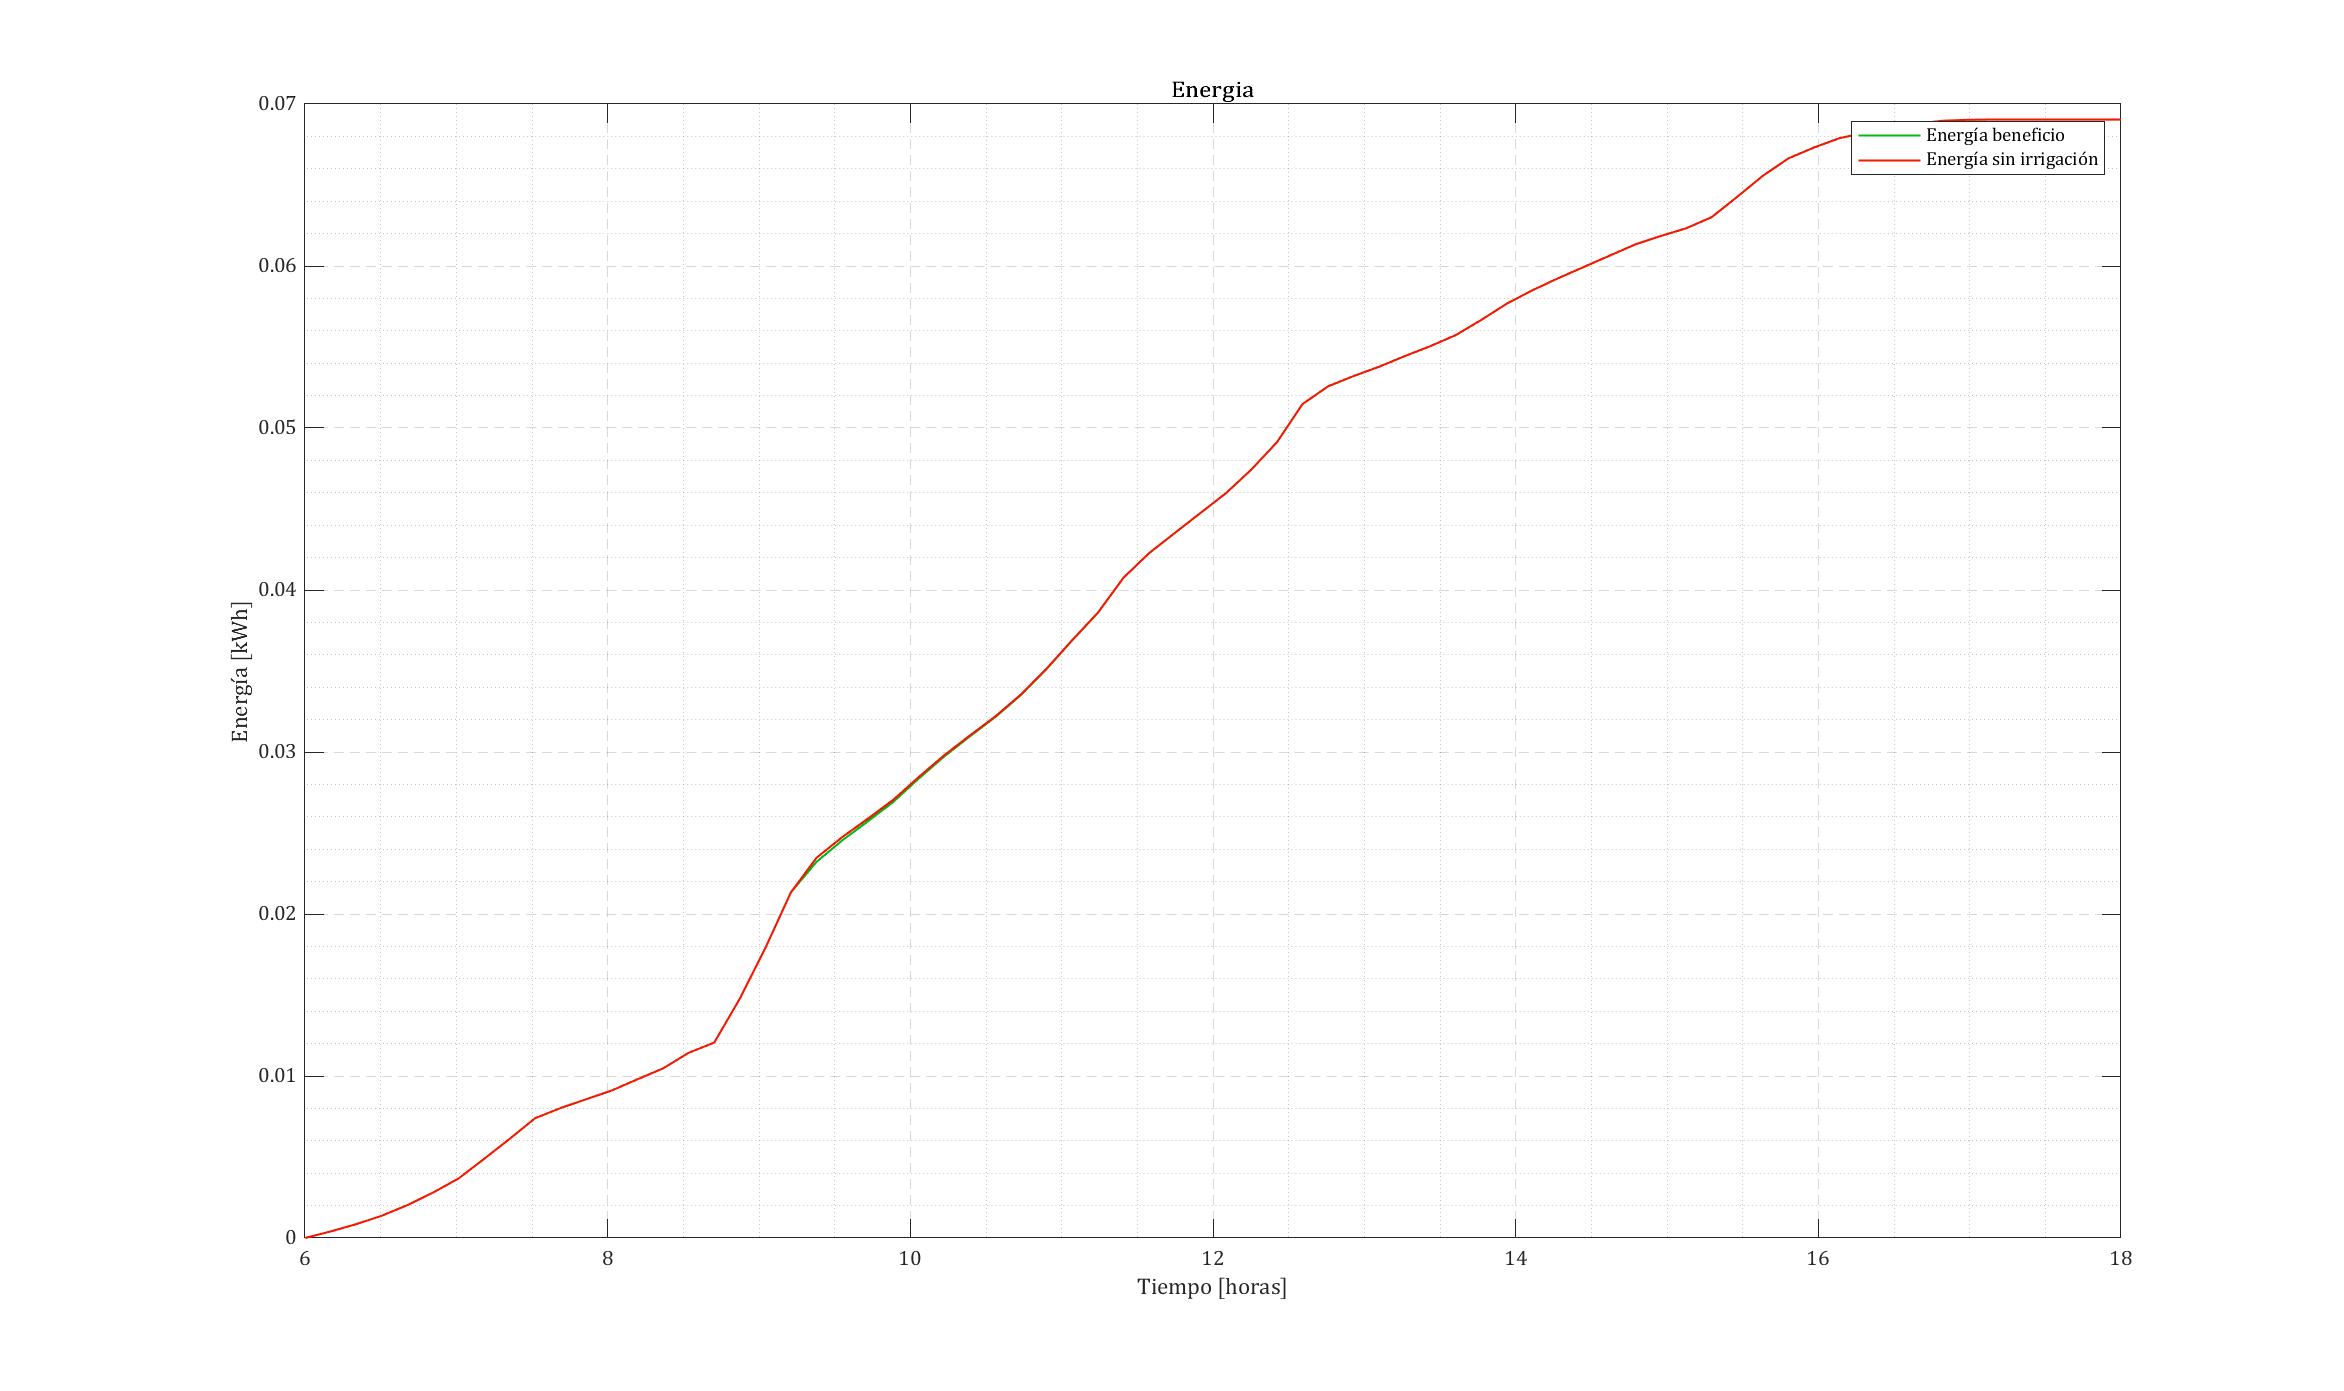 Energia
0.07
0.06
0.05
0.04
0.03
0.02
0.01
0
Energía [kWh]
Energía beneficio
Energía sin irrigación
6 8 10 12 14 16 18
Tiempo [horas]